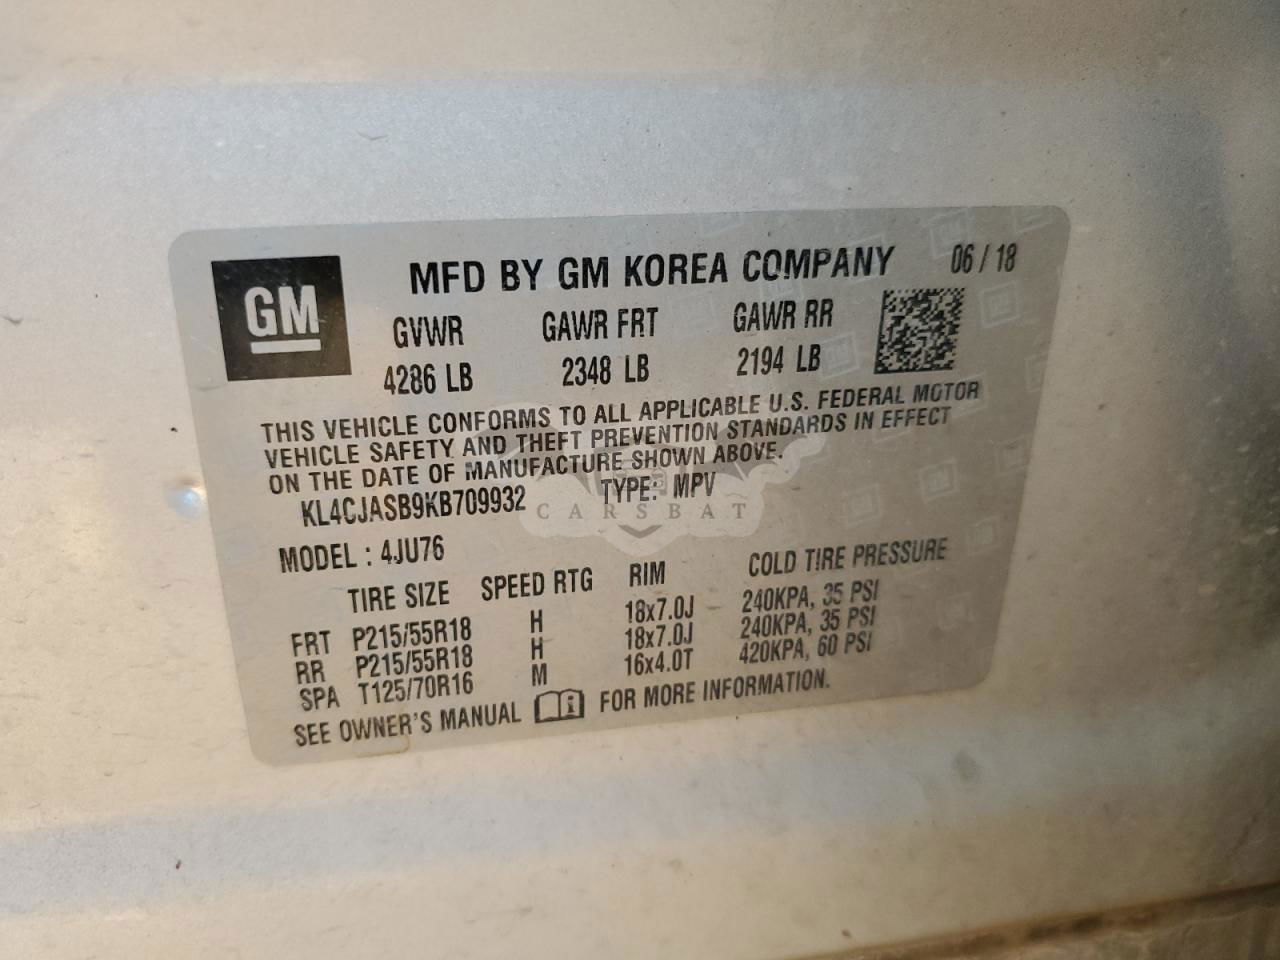 GM
MFD BY GM KOREA COMPANY 06 / 18
GVWR GAWR FRT GAWR RR
4286 LB 2348 LB 2194 LB
THIS VEHICLE CONFORMS TO ALL APPLICABLE U.S. FEDERAL MOTOR
VEHICLE SAFETY AND THEFT PREVENTION STANDARDS IN EFFECT
ON THE DATE OF MANUFACTURE SHOWN ABOVE.
KL4CJASB9KB709932 TYPE: MPV
CARSBAT
MODEL : 4JU76
TIRE SIZE SPEED RTG RIM COLD TIRE PRESSURE
FRT P215/55R18 H 18x7.0J 240KPA, 35 PSI
RR P215/55R18 H 18x7.0J 240KPA, 35 PSI
SPA T125/70R16 M 16x4.0T 420KPA, 60 PSI
SEE OWNER'S MANUAL FOR MORE INFORMATION.